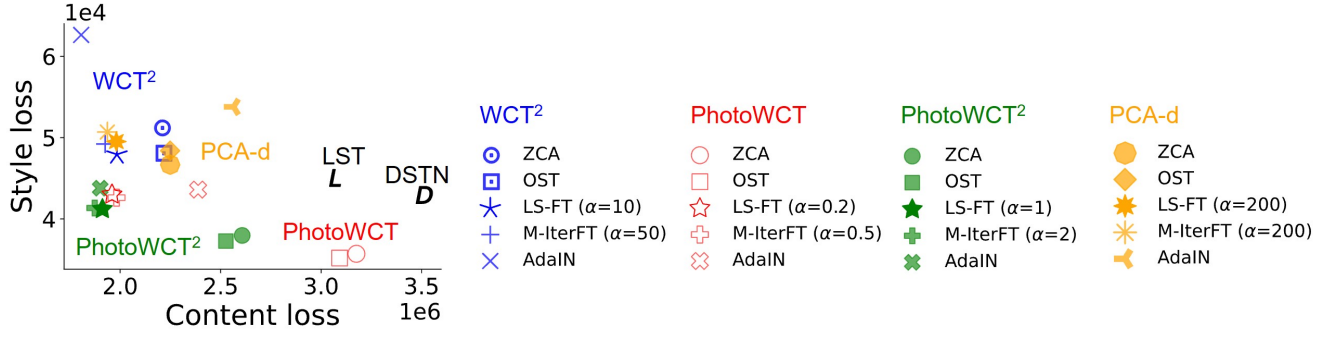 1e4
6
5
4
Style loss
WCT²
PCA-d
LST
L
DSTN
D
PhotoWCT
PhotoWCT²
2.0 2.5 3.0 3.5
Content loss
1e6
WCT²
ZCA
OST
LS-FT (α=10)
M-IterFT (α=50)
AdaIN
PhotoWCT
ZCA
OST
LS-FT (α=0.2)
M-IterFT (α=0.5)
AdaIN
PhotoWCT²
ZCA
OST
LS-FT (α=1)
M-IterFT (α=2)
AdaIN
PCA-d
ZCA
OST
LS-FT (α=200)
M-IterFT (α=200)
AdaIN